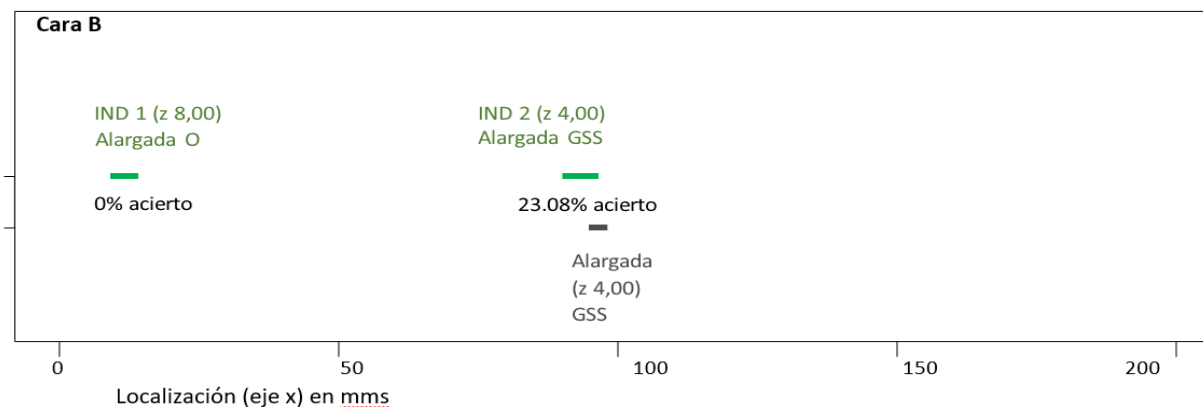 Cara B
IND 1 (z 8,00)
Alargada O
IND 2 (z 4,00)
Alargada GSS
0% acierto
23.08% acierto
Alargada
(z 4,00)
GSS
0
50
100
150
200
Localización (eje x) en mms